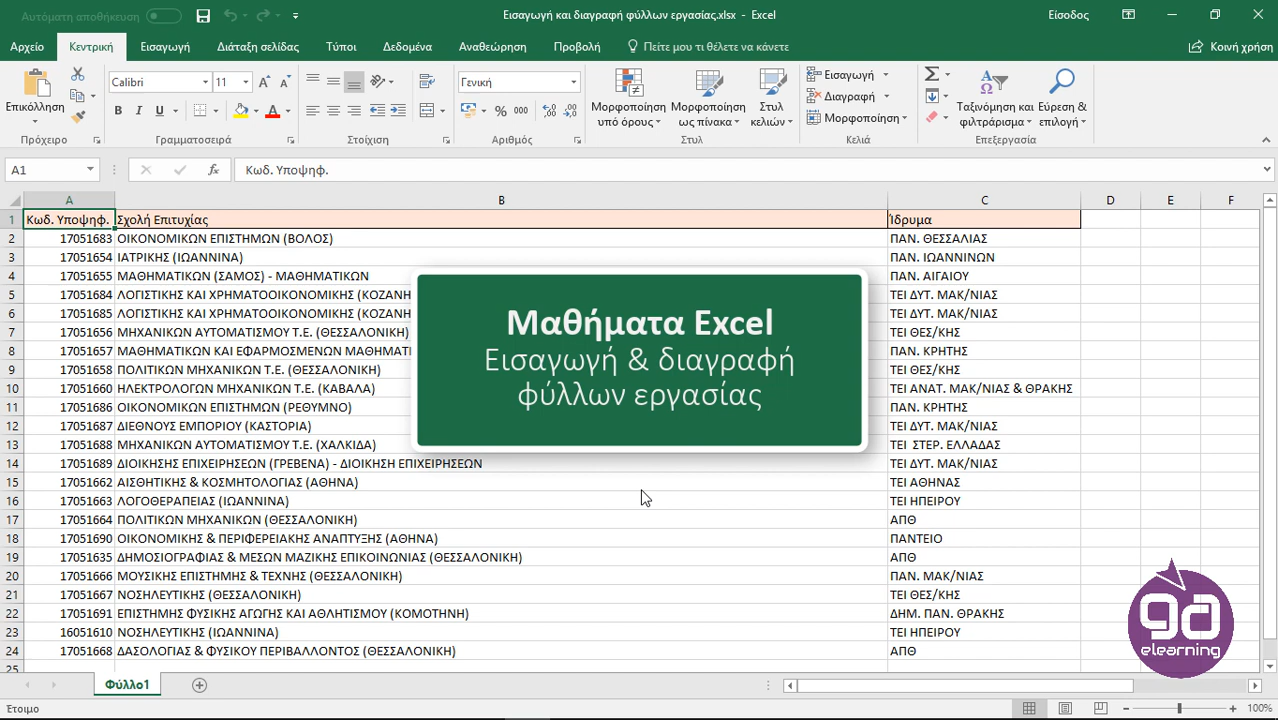 Αυτόματη αποθήκευση
Εισαγωγή και διαγραφή φύλλων εργασίας.xlsx - Excel
Είσοδος
Αρχείο Κεντρική Εισαγωγή Διάταξη σελίδας Τύποι Δεδομένα Αναθεώρηση Προβολή Πείτε μου τι θέλετε να κάνετε Κοινή χρήση
Επικόλληση
Calibri 11
Γενική
Μορφοποίηση υπό όρους
Μορφοποίηση ως πίνακα
Στυλ κελιών
Εισαγωγή
Διαγραφή
Μορφοποίηση
Ταξινόμηση και φιλτράρισμα
Εύρεση & επιλογή
Πρόχειρο Γραμματοσειρά Στοίχιση Αριθμός Στυλ Κελιά Επεξεργασία
A1 fx Κωδ. Υποψηφ.
A B C D E F
1 Κωδ. Υποψηφ. Σχολή Επιτυχίας Ίδρυμα
2 17051683 ΟΙΚΟΝΟΜΙΚΩΝ ΕΠΙΣΤΗΜΩΝ (ΒΟΛΟΣ) ΠΑΝ. ΘΕΣΣΑΛΙΑΣ
3 17051654 ΙΑΤΡΙΚΗΣ (ΙΩΑΝΝΙΝΑ) ΠΑΝ. ΙΩΑΝΝΙΝΩΝ
4 17051655 ΜΑΘΗΜΑΤΙΚΩΝ (ΣΑΜΟΣ) - ΜΑΘΗΜΑΤΙΚΩΝ ΠΑΝ. ΑΙΓΑΙΟΥ
5 17051684 ΛΟΓΙΣΤΙΚΗΣ ΚΑΙ ΧΡΗΜΑΤΟΟΙΚΟΝΟΜΙΚΗΣ (ΚΟΖΑΝΗ ΤΕΙ ΔΥΤ. ΜΑΚ/ΝΙΑΣ
6 17051685 ΛΟΓΙΣΤΙΚΗΣ ΚΑΙ ΧΡΗΜΑΤΟΟΙΚΟΝΟΜΙΚΗΣ (ΚΟΖΑΝΗ ΤΕΙ ΔΥΤ. ΜΑΚ/ΝΙΑΣ
7 17051656 ΜΗΧΑΝΙΚΩΝ ΑΥΤΟΜΑΤΙΣΜΟΥ Τ.Ε. (ΘΕΣΣΑΛΟΝΙΚΗ) ΤΕΙ ΘΕΣ/ΚΗΣ
8 17051657 ΜΑΘΗΜΑΤΙΚΩΝ ΚΑΙ ΕΦΑΡΜΟΣΜΕΝΩΝ ΜΑΘΗΜΑΤΙ ΠΑΝ. ΚΡΗΤΗΣ
9 17051658 ΠΟΛΙΤΙΚΩΝ ΜΗΧΑΝΙΚΩΝ Τ.Ε. (ΘΕΣΣΑΛΟΝΙΚΗ) ΤΕΙ ΘΕΣ/ΚΗΣ
10 17051660 ΗΛΕΚΤΡΟΛΟΓΩΝ ΜΗΧΑΝΙΚΩΝ Τ.Ε. (ΚΑΒΑΛΑ) ΤΕΙ ΑΝΑΤ. ΜΑΚ/ΝΙΑΣ & ΘΡΑΚΗΣ
11 17051686 ΟΙΚΟΝΟΜΙΚΩΝ ΕΠΙΣΤΗΜΩΝ (ΡΕΘΥΜΝΟ) ΠΑΝ. ΚΡΗΤΗΣ
12 17051687 ΔΙΕΘΝΟΥΣ ΕΜΠΟΡΙΟΥ (ΚΑΣΤΟΡΙΑ) ΤΕΙ ΔΥΤ. ΜΑΚ/ΝΙΑΣ
13 17051688 ΜΗΧΑΝΙΚΩΝ ΑΥΤΟΜΑΤΙΣΜΟΥ Τ.Ε. (ΧΑΛΚΙΔΑ) ΤΕΙ ΣΤΕΡ. ΕΛΛΑΔΑΣ
14 17051689 ΔΙΟΙΚΗΣΗΣ ΕΠΙΧΕΙΡΗΣΕΩΝ (ΓΡΕΒΕΝΑ) - ΔΙΟΙΚΗΣΗ ΕΠΙΧΕΙΡΗΣΕΩΝ ΤΕΙ ΔΥΤ. ΜΑΚ/ΝΙΑΣ
15 17051662 ΑΙΣΘΗΤΙΚΗΣ & ΚΟΣΜΗΤΟΛΟΓΙΑΣ (ΑΘΗΝΑ) ΤΕΙ ΑΘΗΝΑΣ
16 17051663 ΛΟΓΟΘΕΡΑΠΕΙΑΣ (ΙΩΑΝΝΙΝΑ) ΤΕΙ ΗΠΕΙΡΟΥ
17 17051664 ΠΟΛΙΤΙΚΩΝ ΜΗΧΑΝΙΚΩΝ (ΘΕΣΣΑΛΟΝΙΚΗ) ΑΠΘ
18 17051690 ΟΙΚΟΝΟΜΙΚΗΣ & ΠΕΡΙΦΕΡΕΙΑΚΗΣ ΑΝΑΠΤΥΞΗΣ (ΑΘΗΝΑ) ΠΑΝΤΕΙΟ
19 17051635 ΔΗΜΟΣΙΟΓΡΑΦΙΑΣ & ΜΕΣΩΝ ΜΑΖΙΚΗΣ ΕΠΙΚΟΙΝΩΝΙΑΣ (ΘΕΣΣΑΛΟΝΙΚΗ) ΑΠΘ
20 17051666 ΜΟΥΣΙΚΗΣ ΕΠΙΣΤΗΜΗΣ & ΤΕΧΝΗΣ (ΘΕΣΣΑΛΟΝΙΚΗ) ΠΑΝ. ΜΑΚ/ΝΙΑΣ
21 17051667 ΝΟΣΗΛΕΥΤΙΚΗΣ (ΘΕΣΣΑΛΟΝΙΚΗ) ΤΕΙ ΘΕΣ/ΚΗΣ
22 17051691 ΕΠΙΣΤΗΜΗΣ ΦΥΣΙΚΗΣ ΑΓΩΓΗΣ ΚΑΙ ΑΘΛΗΤΙΣΜΟΥ (ΚΟΜΟΤΗΝΗ) ΔΗΜ. ΠΑΝ. ΘΡΑΚΗΣ
23 16051610 ΝΟΣΗΛΕΥΤΙΚΗΣ (ΙΩΑΝΝΙΝΑ) ΤΕΙ ΗΠΕΙΡΟΥ
24 17051668 ΔΑΣΟΛΟΓΙΑΣ & ΦΥΣΙΚΟΥ ΠΕΡΙΒΑΛΛΟΝΤΟΣ (ΘΕΣΣΑΛΟΝΙΚΗ) ΑΠΘ
25
Μαθήματα Excel
Εισαγωγή & διαγραφή
φύλλων εργασίας
ga
elearning
Φύλλο1
Έτοιμο
100%